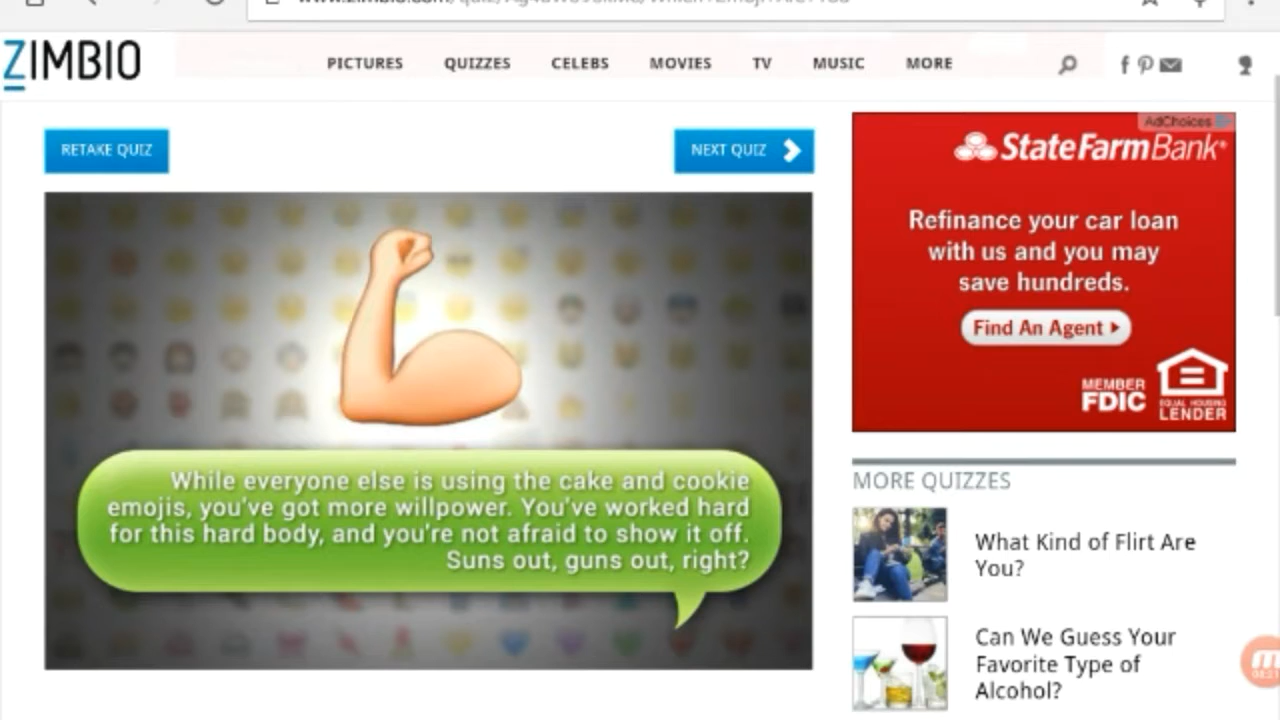 ZIMBIO
PICTURES QUIZZES CELEBS MOVIES TV MUSIC MORE
RETAKE QUIZ
NEXT QUIZ
While everyone else is using the cake and cookie
emojis, you've got more willpower. You've worked hard
for this hard body, and you're not afraid to show it off.
Suns out, guns out, right?
AdChoices
StateFarm Bank
Refinance your car loan
with us and you may
save hundreds.
Find An Agent
MEMBER
FDIC
EQUAL HOUSING
LENDER
MORE QUIZZES
What Kind of Flirt Are
You?
Can We Guess Your
Favorite Type of
Alcohol?